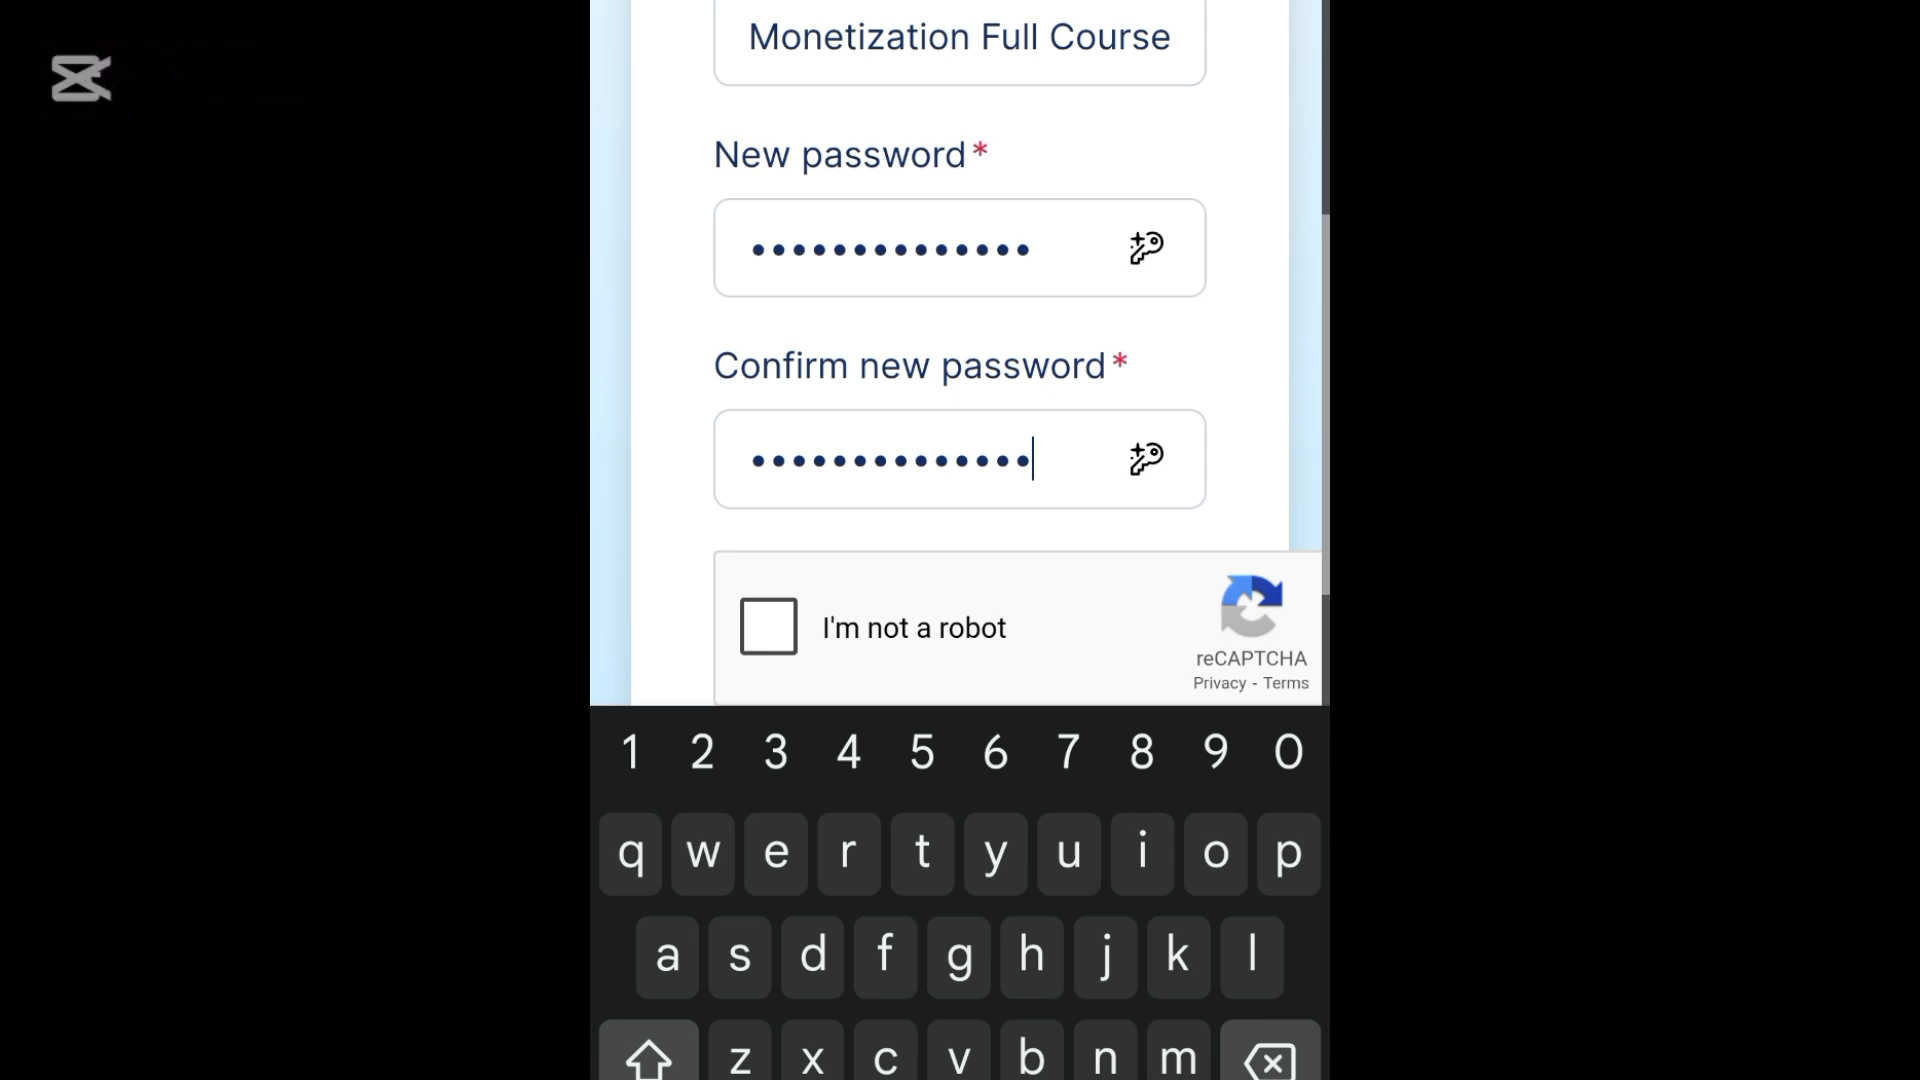 Monetization Full Course
New password*
••••••••••••••
Confirm new password*
••••••••••••••
I'm not a robot
reCAPTCHA
Privacy - Terms
1 2 3 4 5 6 7 8 9 0
q w e r t y u i o p
a s d f g h j k l
z x c v b n m